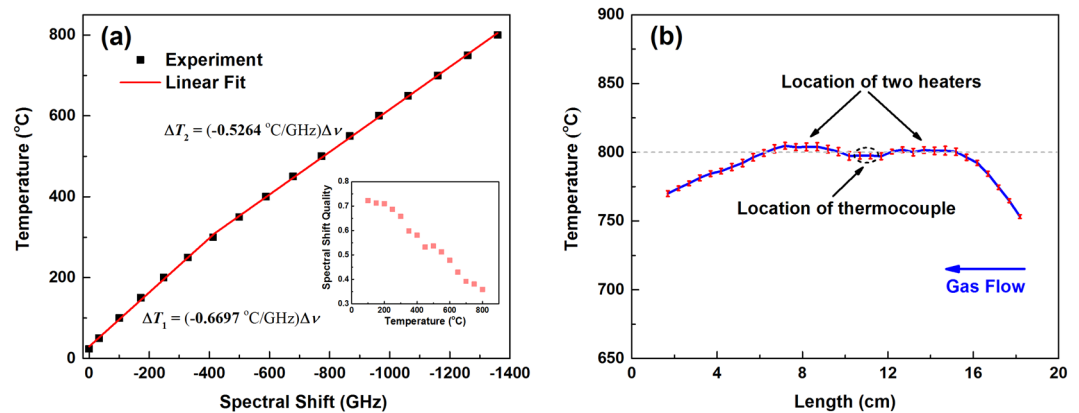 (a)
Experiment
Linear Fit
ΔT₂ = (-0.5264 °C/GHz)Δν
ΔT₁ = (-0.6697 °C/GHz)Δν
Temperature (°C)
800
600
400
200
0
0 -200 -400 -600 -800 -1000 -1200 -1400
Spectral Shift (GHz)
Spectral Shift Quality
0.8
0.7
0.6
0.5
0.4
0.3
0 200 400 600 800
Temperature (°C)
(b)
Location of two heaters
Location of thermocouple
Gas Flow
Temperature (°C)
900
850
800
750
700
650
0 4 8 12 16 20
Length (cm)